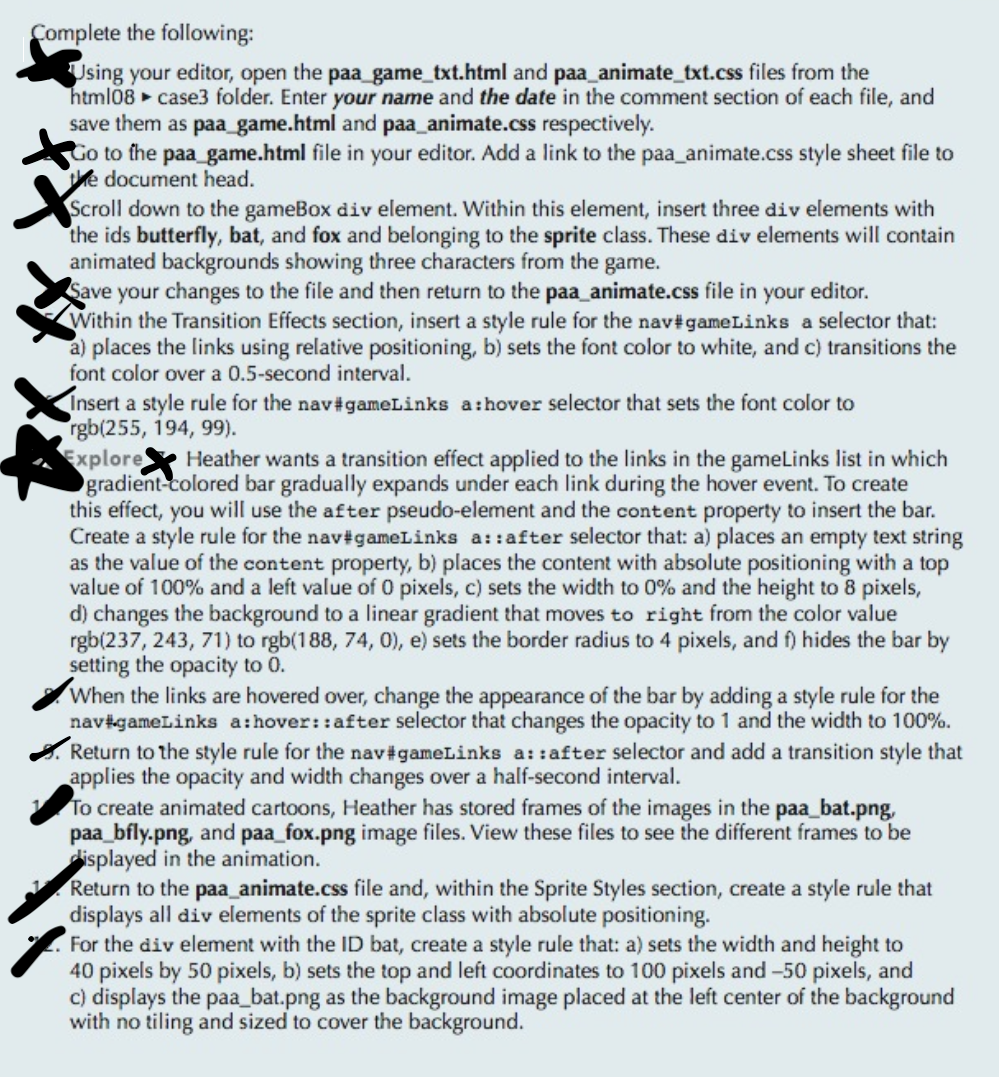 Complete the following:
Using your editor, open the paa_game_txt.html and paa_animate_txt.css files from the
html08 ▸ case3 folder. Enter your name and the date in the comment section of each file, and
save them as paa_game.html and paa_animate.css respectively.
Go to the paa_game.html file in your editor. Add a link to the paa_animate.css style sheet file to
the document head.
Scroll down to the gameBox div element. Within this element, insert three div elements with
the ids butterfly, bat, and fox and belonging to the sprite class. These div elements will contain
animated backgrounds showing three characters from the game.
Save your changes to the file and then return to the paa_animate.css file in your editor.
Within the Transition Effects section, insert a style rule for the nav#gameLinks a selector that:
a) places the links using relative positioning, b) sets the font color to white, and c) transitions the
font color over a 0.5-second interval.
Insert a style rule for the nav#gameLinks a:hover selector that sets the font color to
rgb(255, 194, 99).
Explore Heather wants a transition effect applied to the links in the gameLinks list in which
gradient-colored bar gradually expands under each link during the hover event. To create
this effect, you will use the after pseudo-element and the content property to insert the bar.
Create a style rule for the nav#gameLinks a::after selector that: a) places an empty text string
as the value of the content property, b) places the content with absolute positioning with a top
value of 100% and a left value of 0 pixels, c) sets the width to 0% and the height to 8 pixels,
d) changes the background to a linear gradient that moves to right from the color value
rgb(237, 243, 71) to rgb(188, 74, 0), e) sets the border radius to 4 pixels, and f) hides the bar by
setting the opacity to 0.
When the links are hovered over, change the appearance of the bar by adding a style rule for the
nav#gameLinks a:hover::after selector that changes the opacity to 1 and the width to 100%.
9. Return to the style rule for the nav#gameLinks a::after selector and add a transition style that
applies the opacity and width changes over a half-second interval.
To create animated cartoons, Heather has stored frames of the images in the paa_bat.png,
paa_bfly.png, and paa_fox.png image files. View these files to see the different frames to be
displayed in the animation.
Return to the paa_animate.css file and, within the Sprite Styles section, create a style rule that
displays all div elements of the sprite class with absolute positioning.
For the div element with the ID bat, create a style rule that: a) sets the width and height to
40 pixels by 50 pixels, b) sets the top and left coordinates to 100 pixels and –50 pixels, and
c) displays the paa_bat.png as the background image placed at the left center of the background
with no tiling and sized to cover the background.